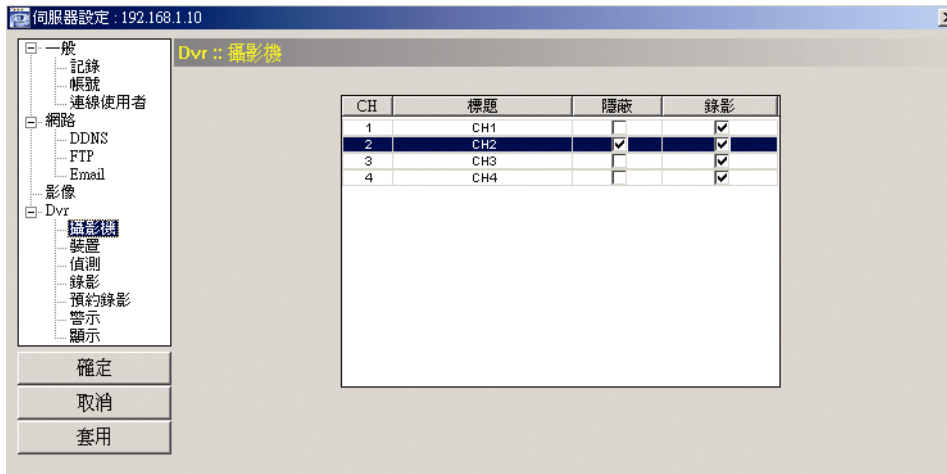 伺服器設定 : 192.168.1.10
一般
記錄
帳號
連線使用者
網路
DDNS
FTP
Email
影像
Dvr
攝影機
裝置
偵測
錄影
預約錄影
警示
顯示
確定
取消
套用
Dvr :: 攝影機
CH 標題 隱蔽 錄影
1 CH1
2 CH2
3 CH3
4 CH4